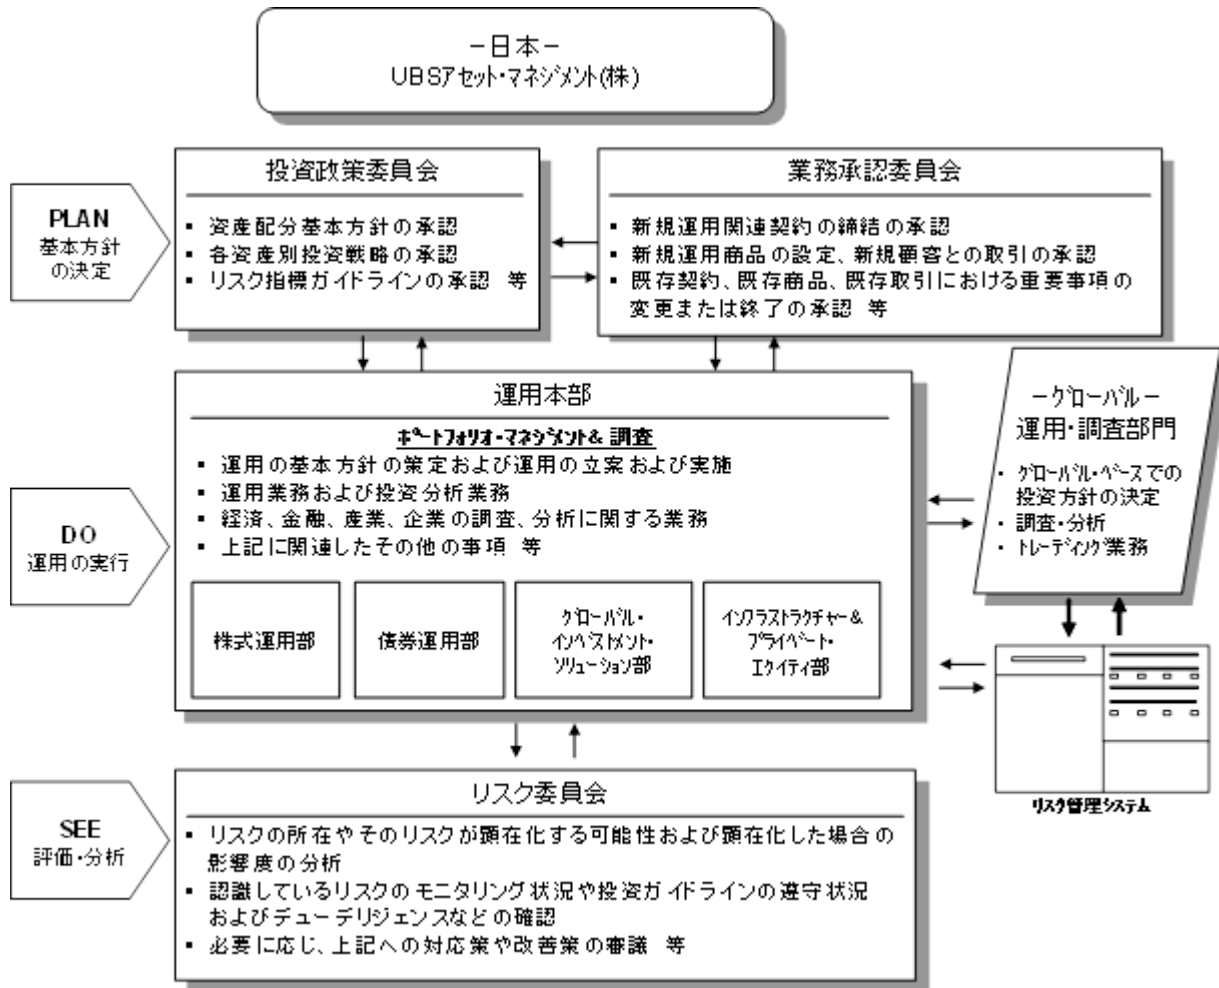 －日本－
UBSアセット・マネジメント(株)
PLAN
基本方針
の決定
投資政策委員会
▪ 資産配分基本方針の承認
▪ 各資産別投資戦略の承認
▪ リスク指標ガイドラインの承認 等
業務承認委員会
▪ 新規運用関連契約の締結の承認
▪ 新規運用商品の設定、新規顧客との取引の承認
▪ 既存契約、既存商品、既存取引における重要事項の
変更または終了の承認 等
DO
運用の実行
運用本部
ポートフォリオ・マネジメント& 調査
▪ 運用の基本方針の策定および運用の立案および実施
▪ 運用業務および投資分析業務
▪ 経済、金融、産業、企業の調査、分析に関する業務
▪ 上記に関連したその他の事項 等
株式運用部
債券運用部
グローバル・
インベストメント・
ソリューション部
インフラストラクチャー&
プライベート・
エクイティ部
－グローバル－
運用・調査部門
• グローバル・ベースでの
投資方針の決定
• 調査・分析
• トレーディング業務
リスク管理システム
SEE
評価・分析
リスク委員会
▪ リスクの所在やそのリスクが顕在化する可能性および顕在化した場合の
影響度の分析
▪ 認識しているリスクのモニタリング状況や投資ガイドラインの遵守状況
およびデューデリジェンスなどの確認
▪ 必要に応じ、上記への対応策や改善策の審議 等